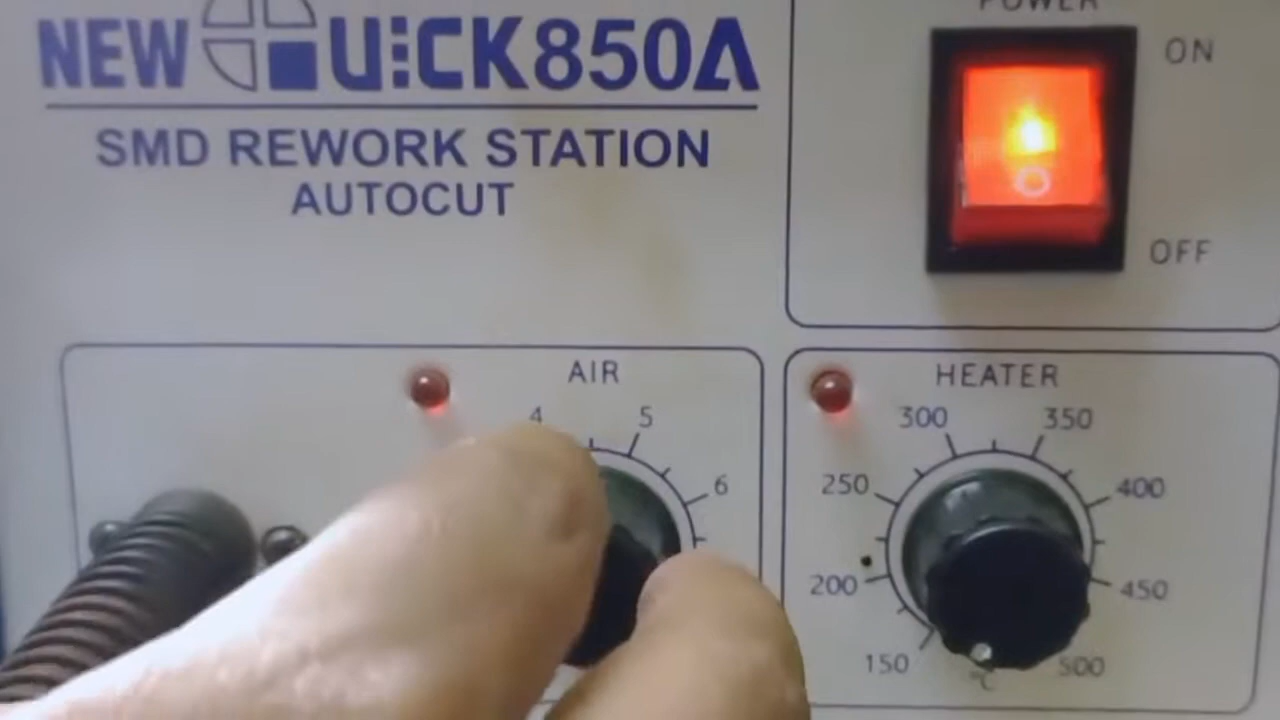 POWER
NEW QUICK850A
ON
SMD REWORK STATION
AUTOCUT
OFF
AIR
4
5
6
HEATER
300
350
250
400
200
450
150
°C
500